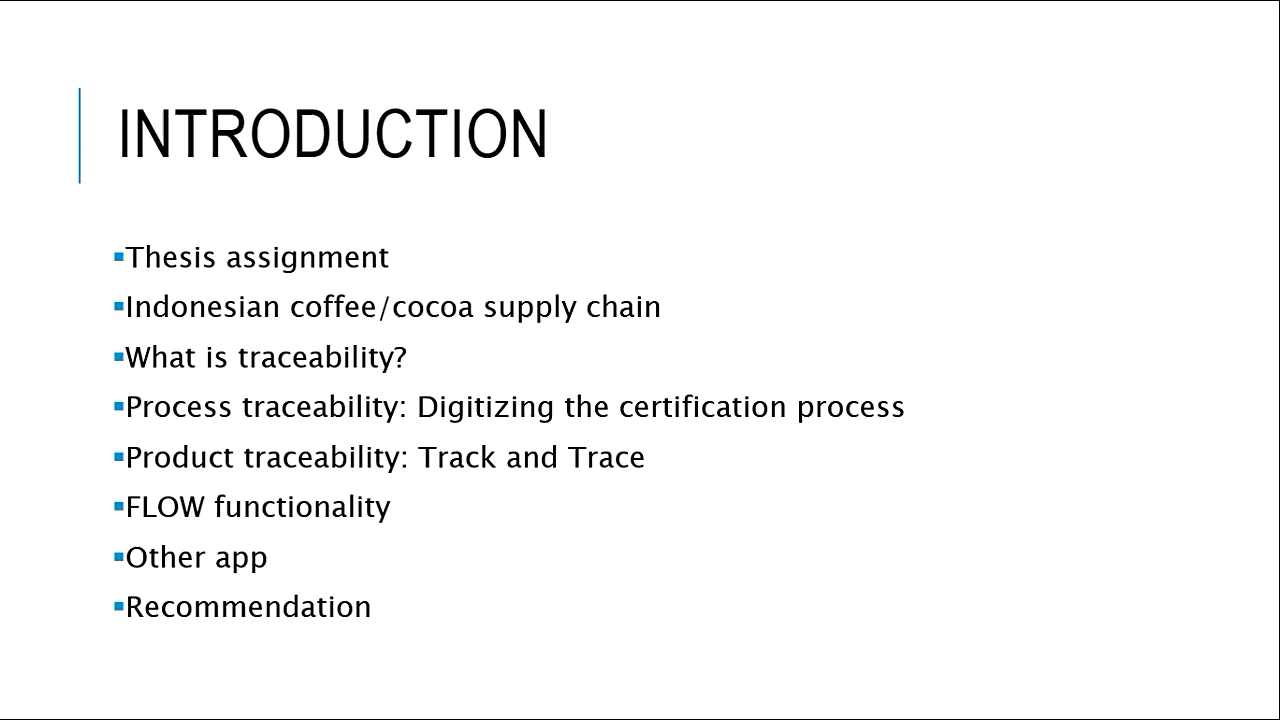 INTRODUCTION
▪Thesis assignment
▪Indonesian coffee/cocoa supply chain
▪What is traceability?
▪Process traceability: Digitizing the certification process
▪Product traceability: Track and Trace
▪FLOW functionality
▪Other app
▪Recommendation